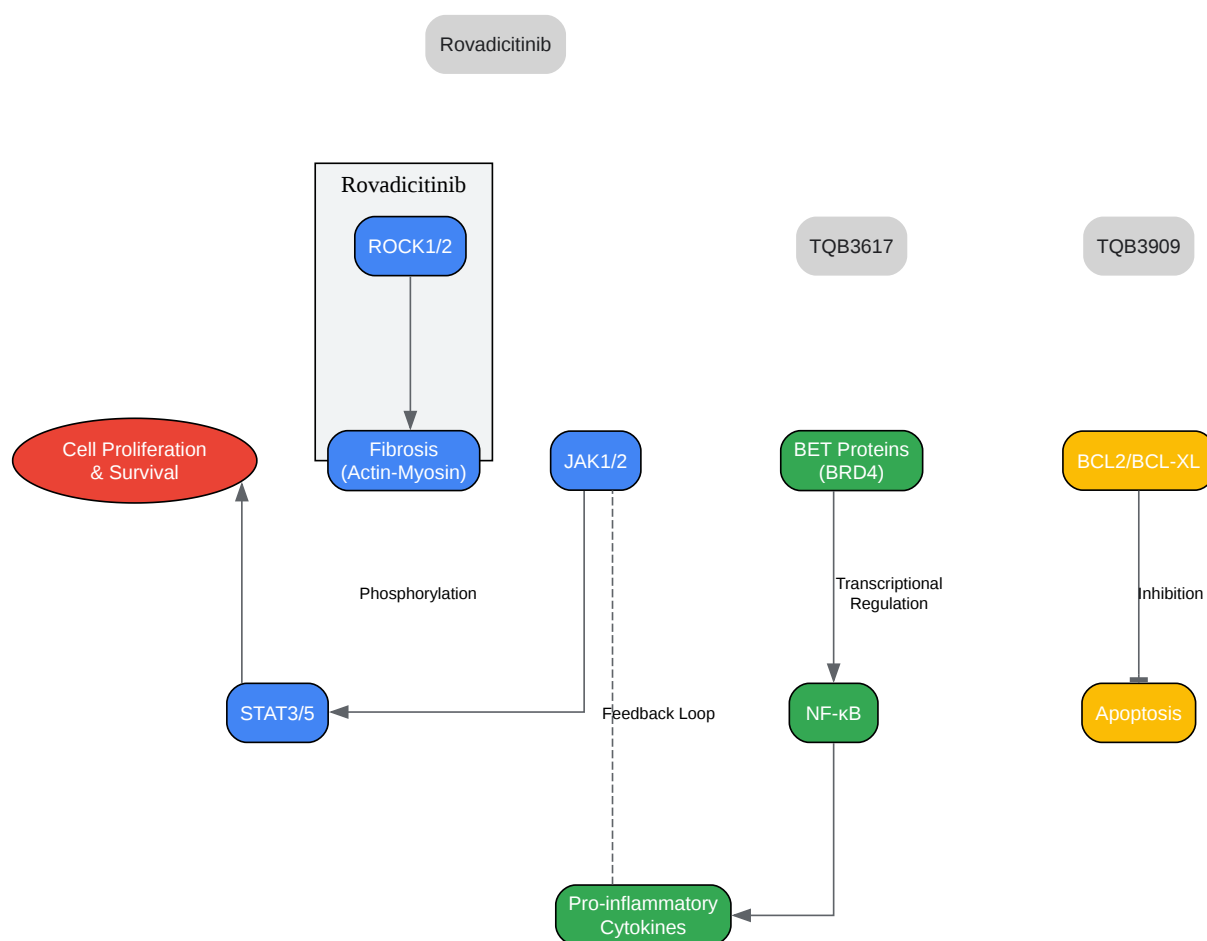 Rovadicitinib
Rovadicitinib
ROCK1/2
TQB3617
TQB3909
Cell Proliferation
& Survival
Fibrosis
(Actin-Myosin)
JAK1/2
BET Proteins
(BRD4)
BCL2/BCL-XL
Phosphorylation
Transcriptional
Regulation
Inhibition
STAT3/5
Feedback Loop
NF-κB
Apoptosis
Pro-inflammatory
Cytokines